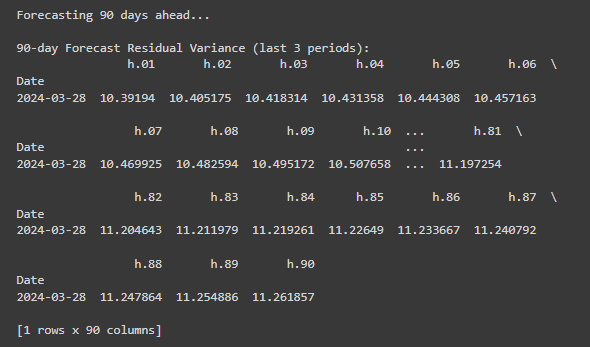 Forecasting 90 days ahead...
90-day Forecast Residual Variance (last 3 periods):
h.01 h.02 h.03 h.04 h.05 h.06 \
Date
2024-03-28 10.39194 10.405175 10.418314 10.431358 10.444308 10.457163
h.07 h.08 h.09 h.10 ... h.81 \
Date ...
2024-03-28 10.469925 10.482594 10.495172 10.507658 ... 11.197254
h.82 h.83 h.84 h.85 h.86 h.87 \
Date
2024-03-28 11.204643 11.211979 11.219261 11.22649 11.233667 11.240792
h.88 h.89 h.90
Date
2024-03-28 11.247864 11.254886 11.261857
[1 rows x 90 columns]